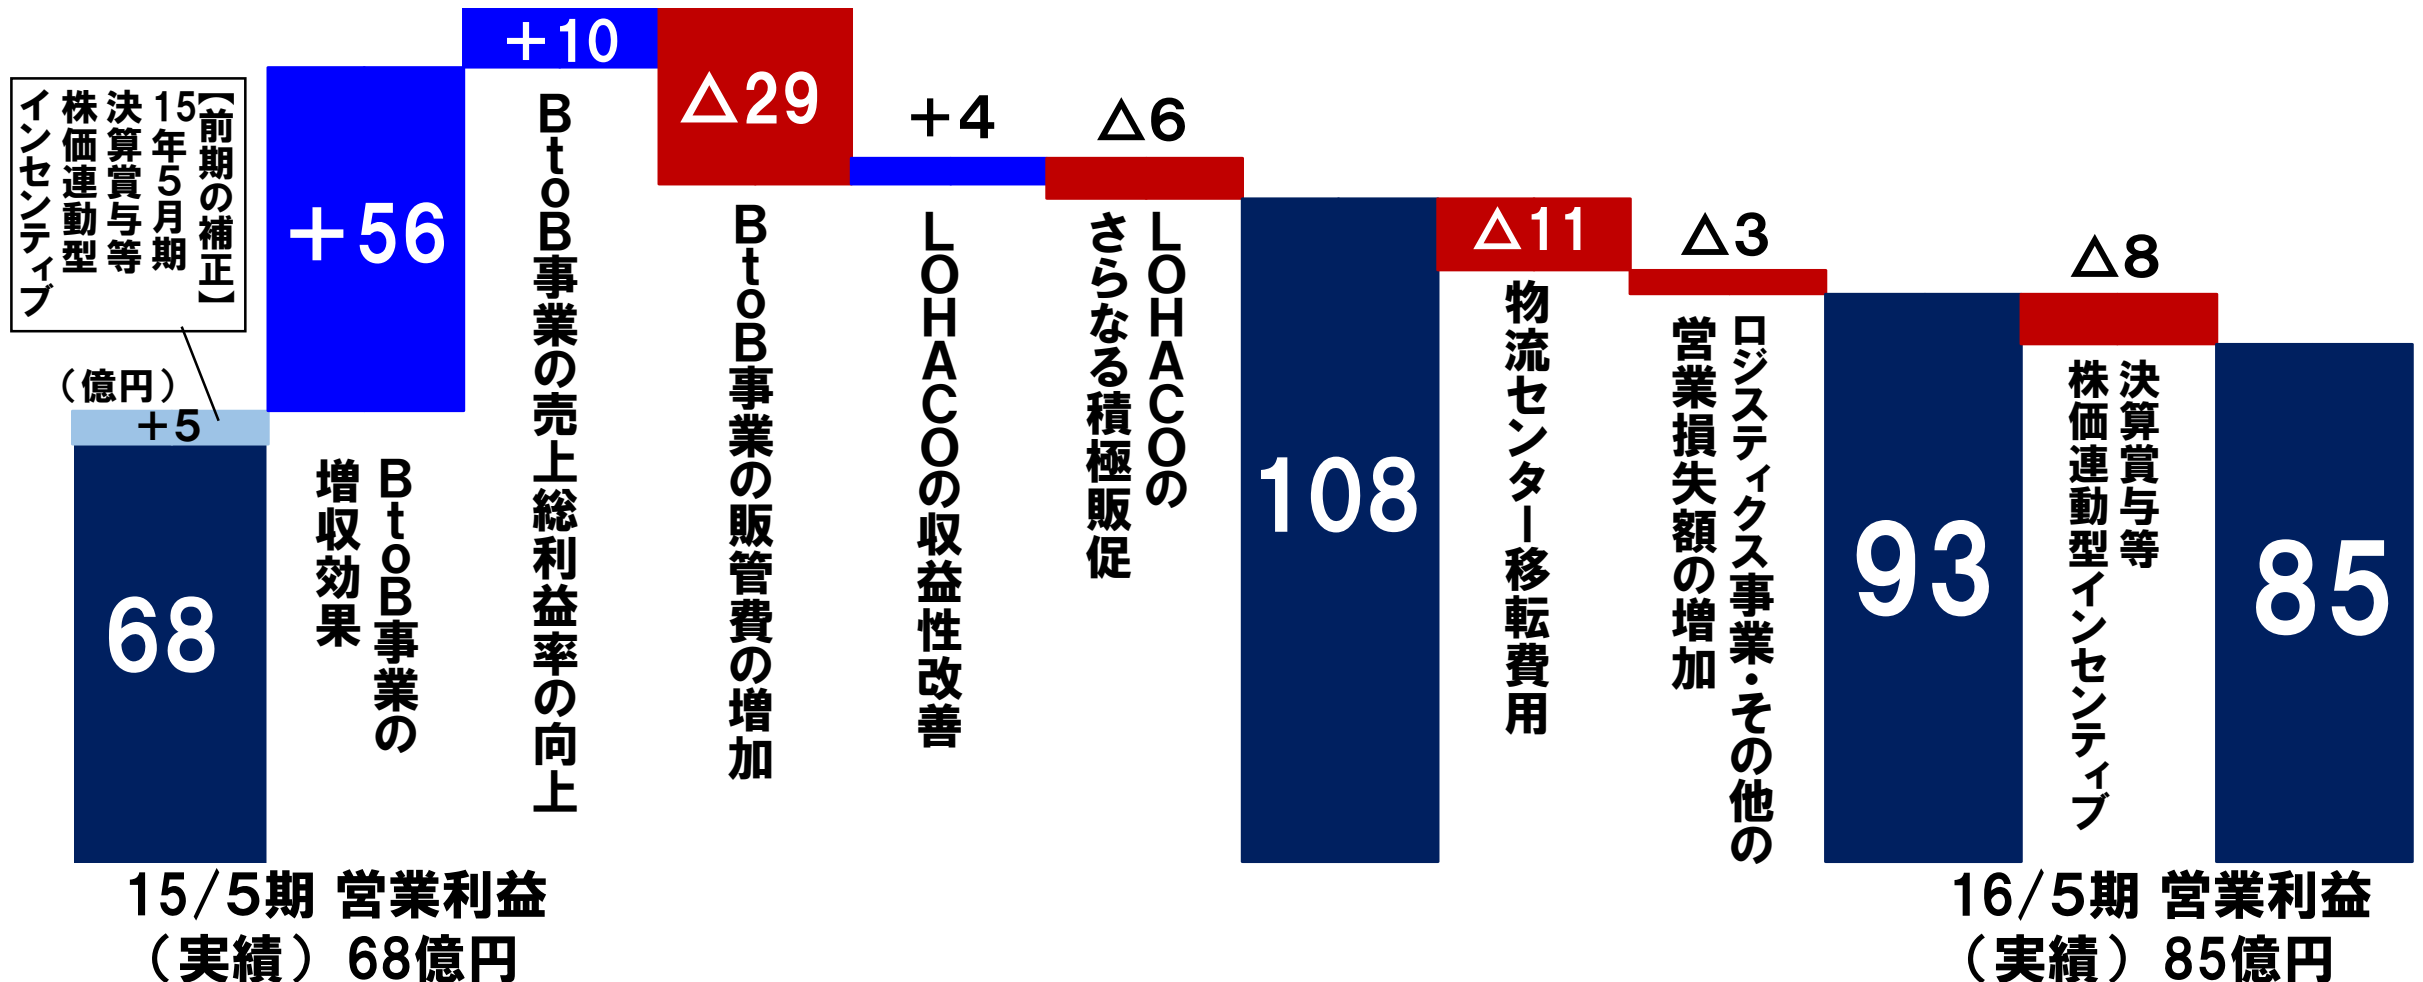 【前期の補正】
15年5月期
決算賞与等
株価連動型
インセンティブ
（億円）
+5
68
+56
BtoB事業の
増収効果
+10
BtoB事業の売上総利益率の向上
△29
BtoB事業の販管費の増加
+4
LOHACOの収益性改善
△6
LOHACOの
さらなる積極販促
108
△11
物流センター移転費用
△3
ロジスティクス事業・その他の
営業損失額の増加
93
△8
決算賞与等
株価連動型インセンティブ
85
15/5期 営業利益
（実績）68億円
16/5期 営業利益
（実績）85億円